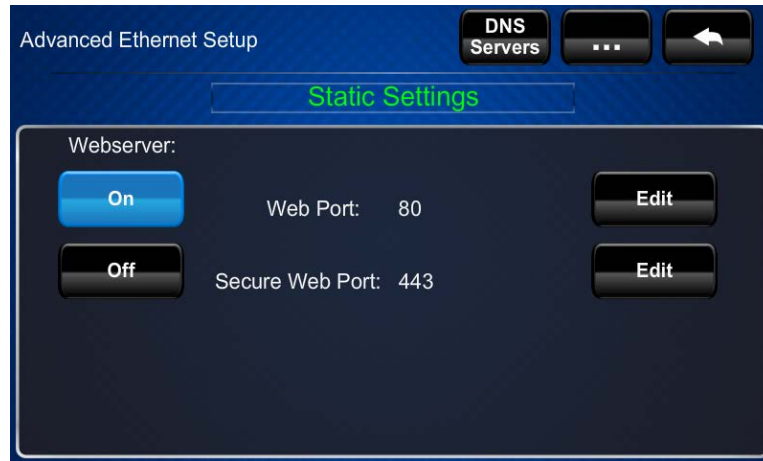 Advanced Ethernet Setup
DNS
Servers
...
Static Settings
Webserver:
On
Web Port: 80
Edit
Off
Secure Web Port: 443
Edit